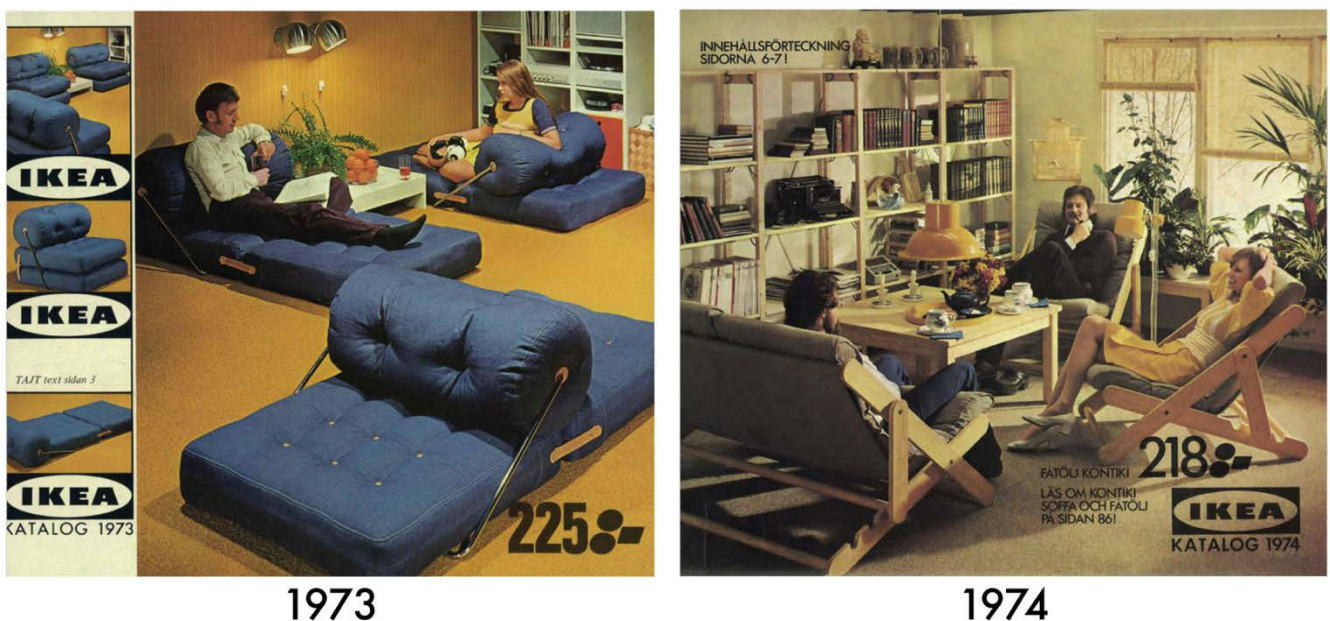 IKEA
IKEA
TAJT text sidan 3
IKEA
KATALOG 1973
225:-
1973
INNEHÅLLSFÖRTECKNING
SIDORNA 6-7!
FÅTÖLJ KONTIKI 218:-
LÄS OM KONTIKI
SOFFA OCH FÅTÖLJ
PÅ SIDAN 86!
IKEA
KATALOG 1974
1974